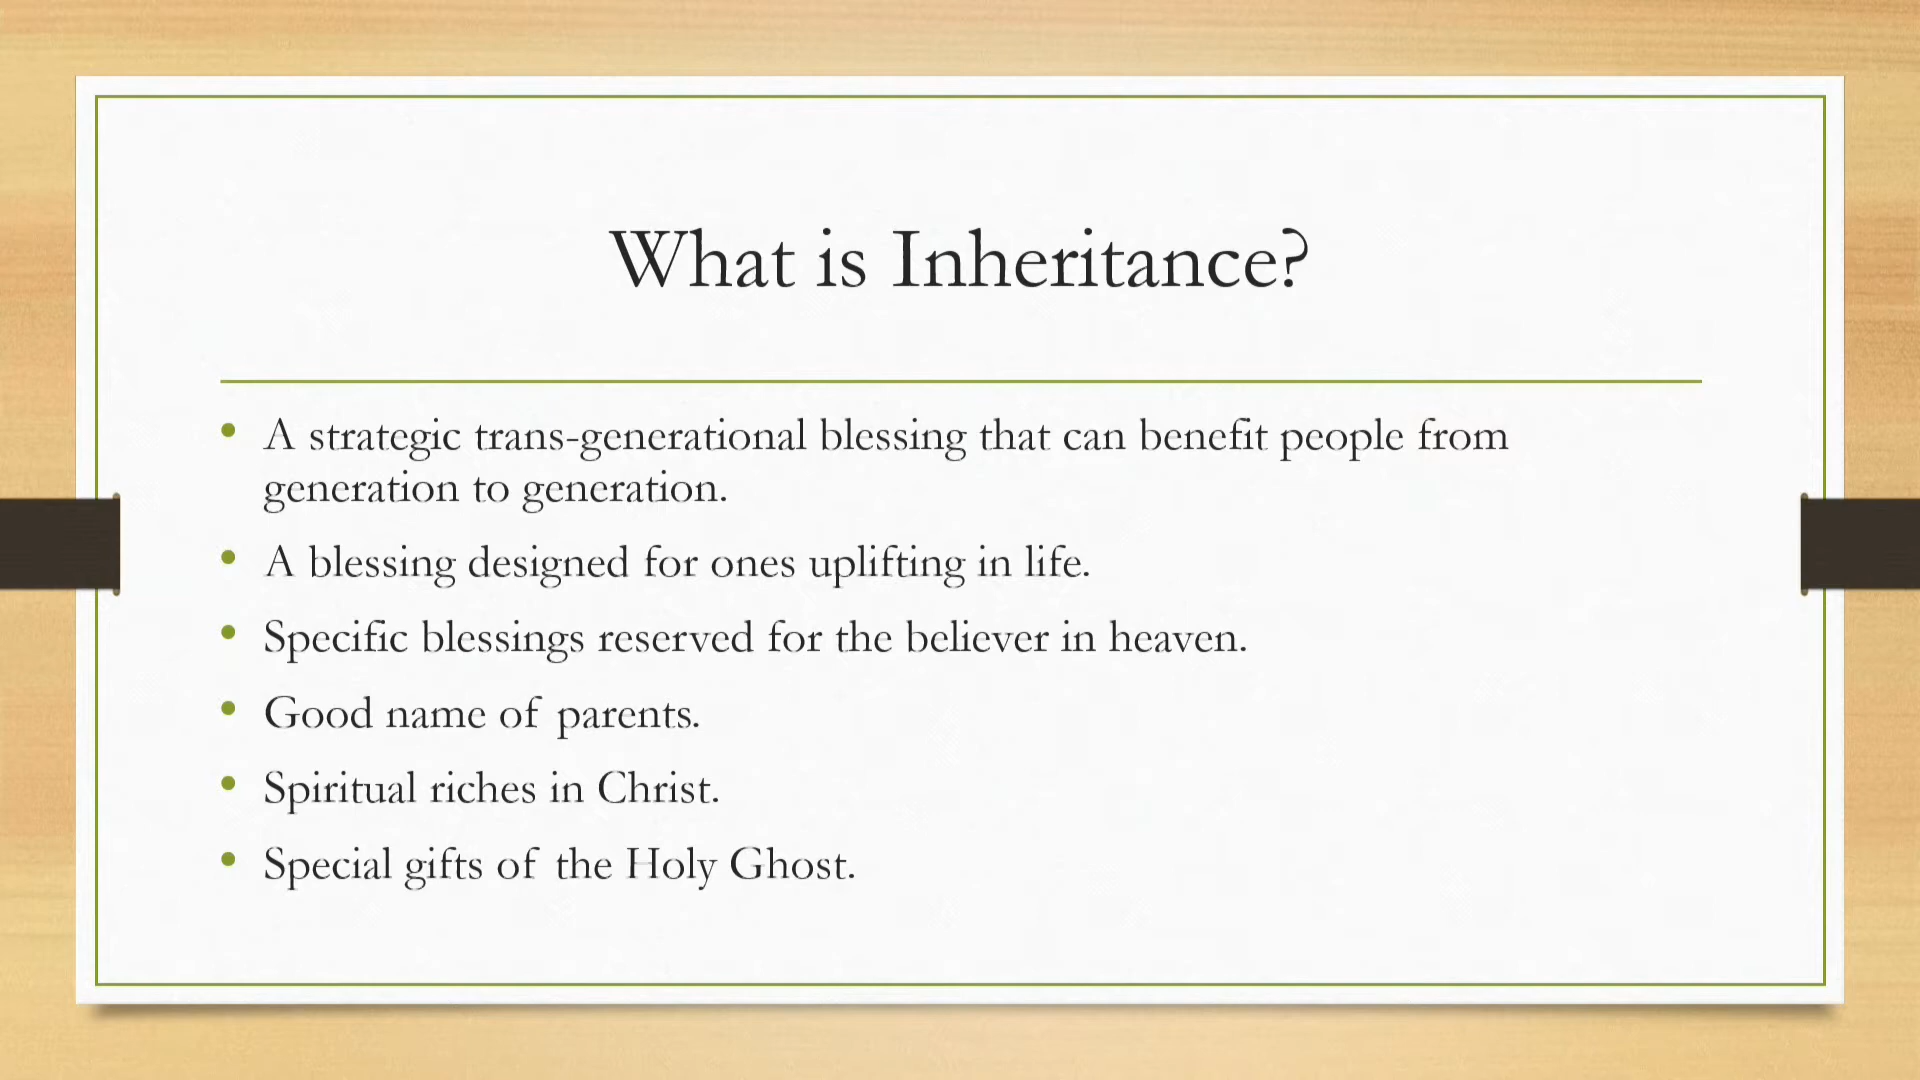 What is Inheritance?
• A strategic trans-generational blessing that can benefit people from
generation to generation.
• A blessing designed for ones uplifting in life.
• Specific blessings reserved for the believer in heaven.
• Good name of parents.
• Spiritual riches in Christ.
• Special gifts of the Holy Ghost.